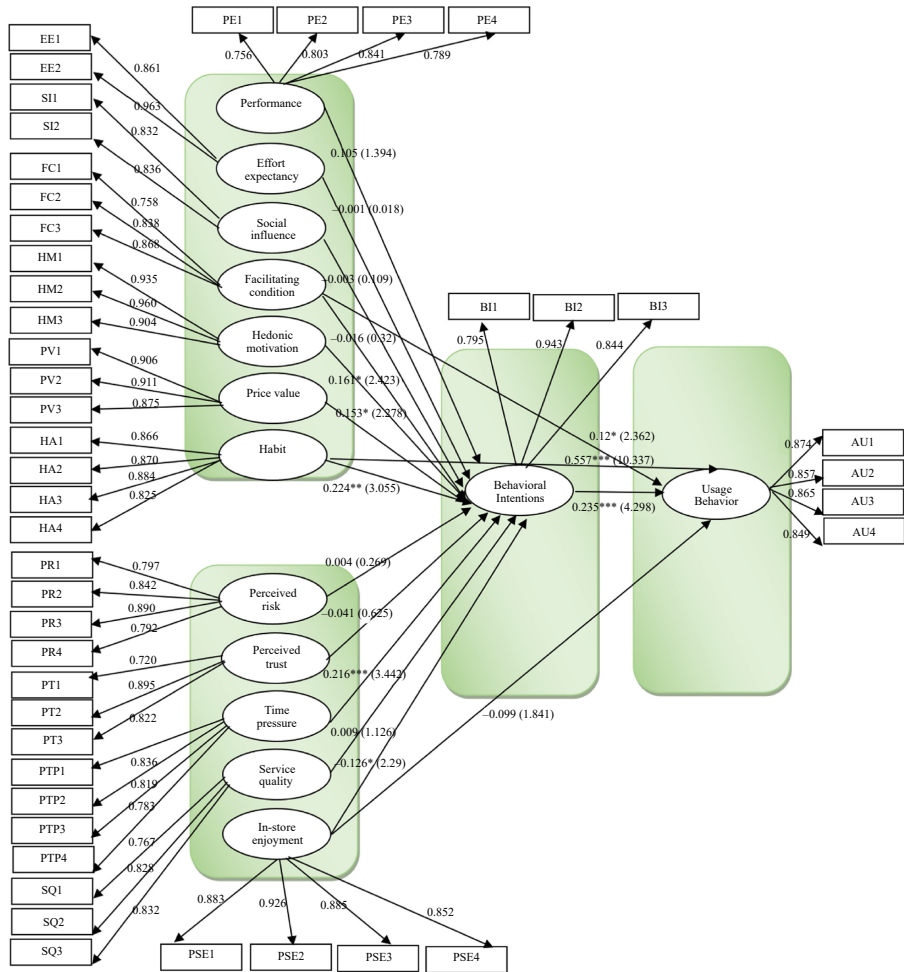 PE1
PE2
PE3
PE4
0.756
0.803
0.841
0.789
EE1
EE2
SI1
SI2
FC1
FC2
FC3
HM1
HM2
HM3
PV1
PV2
PV3
HA1
HA2
HA3
HA4
0.861
0.963
0.832
0.836
0.758
0.838
0.868
0.935
0.960
0.904
0.906
0.911
0.875
0.866
0.870
0.884
0.825
Performance
Effort
expectancy
Social
influence
Facilitating
condition
Hedonic
motivation
Price value
Habit
0.105 (1.394)
–0.001 (0.018)
–0.003 (0.109)
–0.016 (0.32)
0.161* (2.423)
0.153* (2.278)
0.224** (3.055)
BI1
BI2
BI3
0.795
0.943
0.844
0.12* (2.362)
0.557*** (10.337)
Behavioral
Intentions
0.235*** (4.298)
Usage
Behavior
0.874
0.857
0.865
0.849
AU1
AU2
AU3
AU4
PR1
PR2
PR3
PR4
PT1
PT2
PT3
PTP1
PTP2
PTP3
PTP4
SQ1
SQ2
SQ3
0.797
0.842
0.890
0.792
0.720
0.895
0.822
0.836
0.819
0.783
0.767
0.828
0.832
Perceived
risk
Perceived
trust
Time
pressure
Service
quality
In-store
enjoyment
0.004 (0.269)
–0.041 (0.625)
0.216*** (3.442)
0.009 (1.126)
–0.126* (2.29)
–0.099 (1.841)
0.883
0.926
0.885
0.852
PSE1
PSE2
PSE3
PSE4